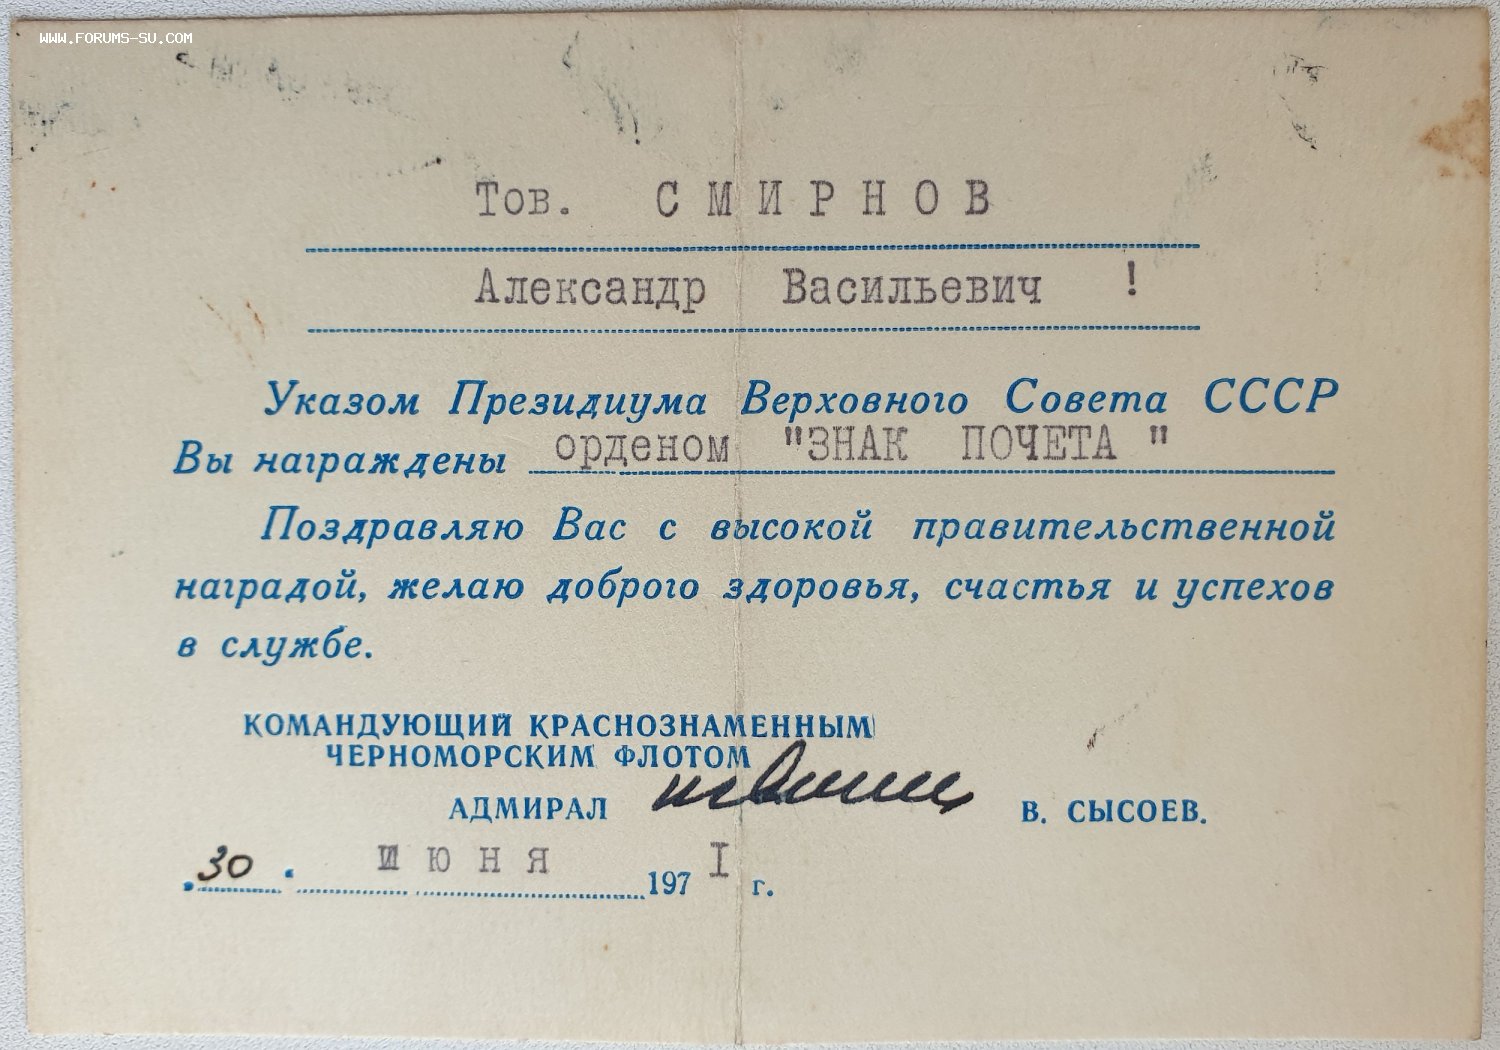 WWW.FORUMS-SU.COM
Тов. СМИРНОВ
Александр Васильевич !
Указом Президиума Верховного Совета СССР
Вы награждены орденом "ЗНАК ПОЧЕТА "
Поздравляю Вас с высокой правительственной
наградой, желаю доброго здоровья, счастья и успехов
в службе.
КОМАНДУЮЩИЙ КРАСНОЗНАМЕННЫМ
ЧЕРНОМОРСКИМ ФЛОТОМ
АДМИРАЛ В. СЫСОЕВ.
"30" июня 197I г.